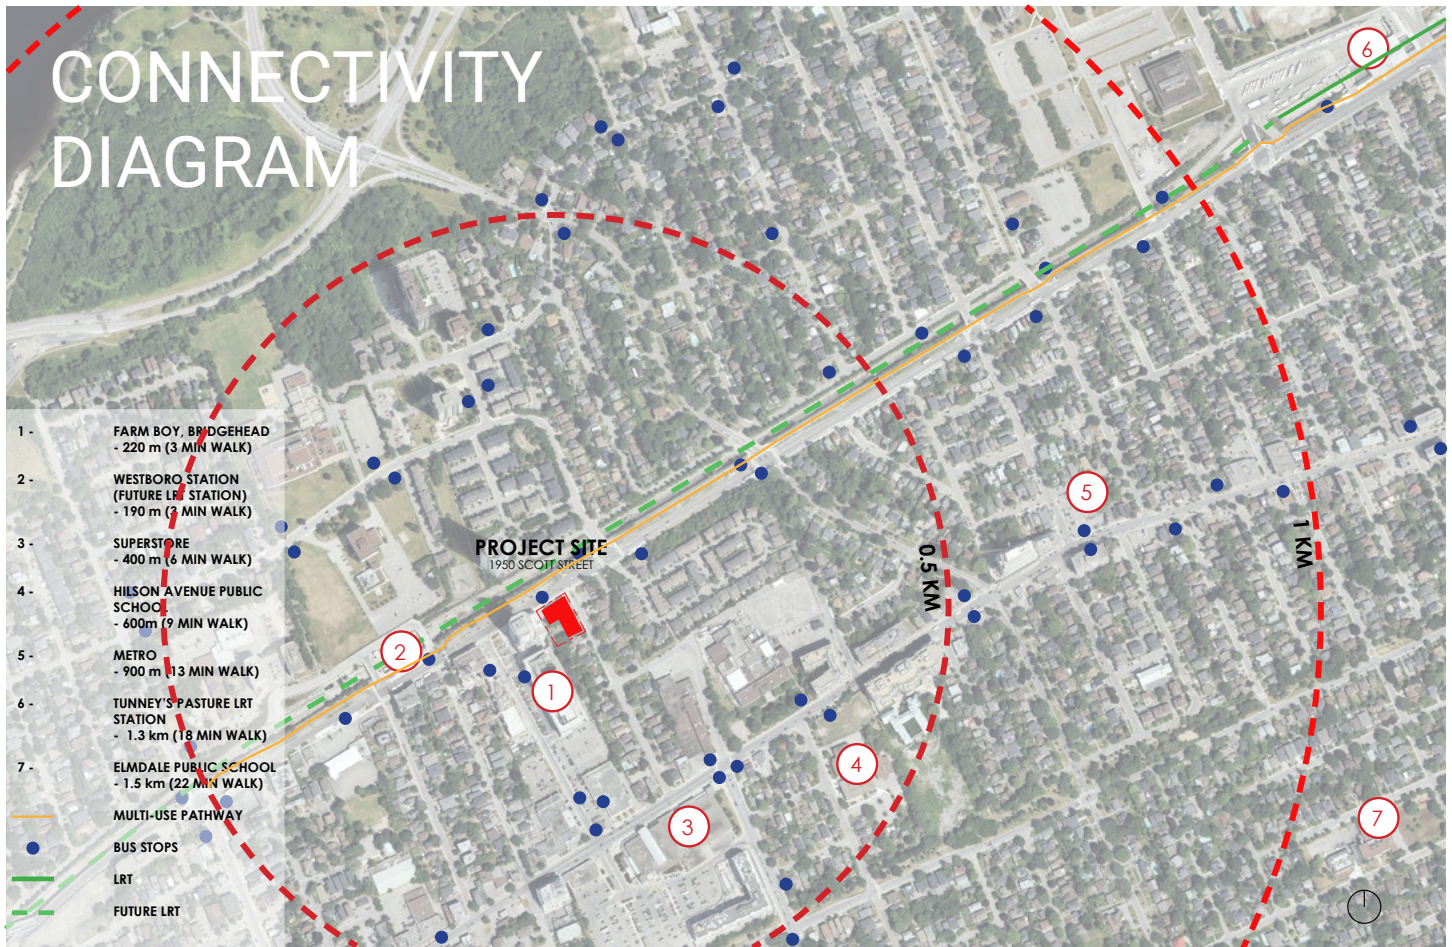 CONNECTIVITY
DIAGRAM
6
1 - FARM BOY, BRIDGEHEAD
- 220 m (3 MIN WALK)
2 - WESTBORO STATION
(FUTURE LRT STATION)
- 190 m (3 MIN WALK)
3 - SUPERSTORE
- 400 m (6 MIN WALK)
4 - HILSON AVENUE PUBLIC
SCHOOL
- 600m (9 MIN WALK)
5 - METRO
- 900 m (13 MIN WALK)
6 - TUNNEY'S PASTURE LRT
STATION
- 1.3 km (18 MIN WALK)
7 - ELMDALE PUBLIC SCHOOL
- 1.5 km (22 MIN WALK)
MULTI-USE PATHWAY
BUS STOPS
LRT
FUTURE LRT
PROJECT SITE
1950 SCOTT STREET
5
0.5 KM
1 KM
2
1
4
3
7